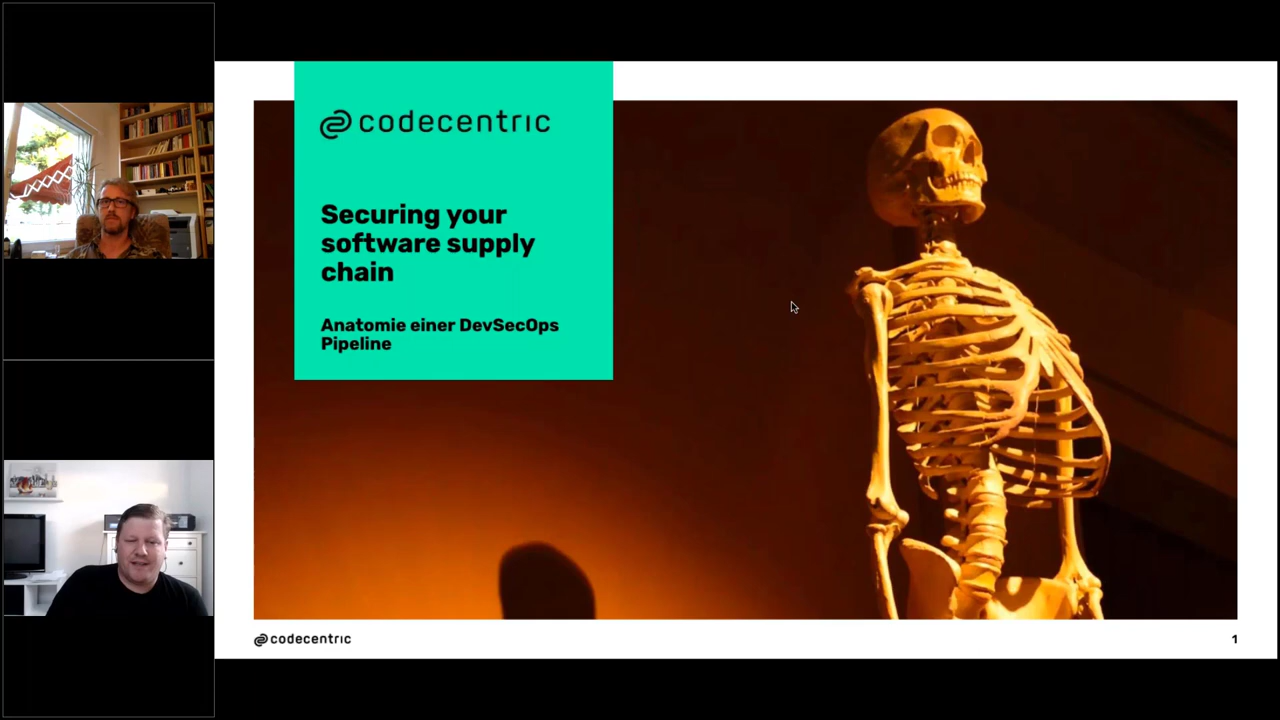 codecentric
Securing your
software supply
chain
Anatomie einer DevSecOps
Pipeline
codecentric
1